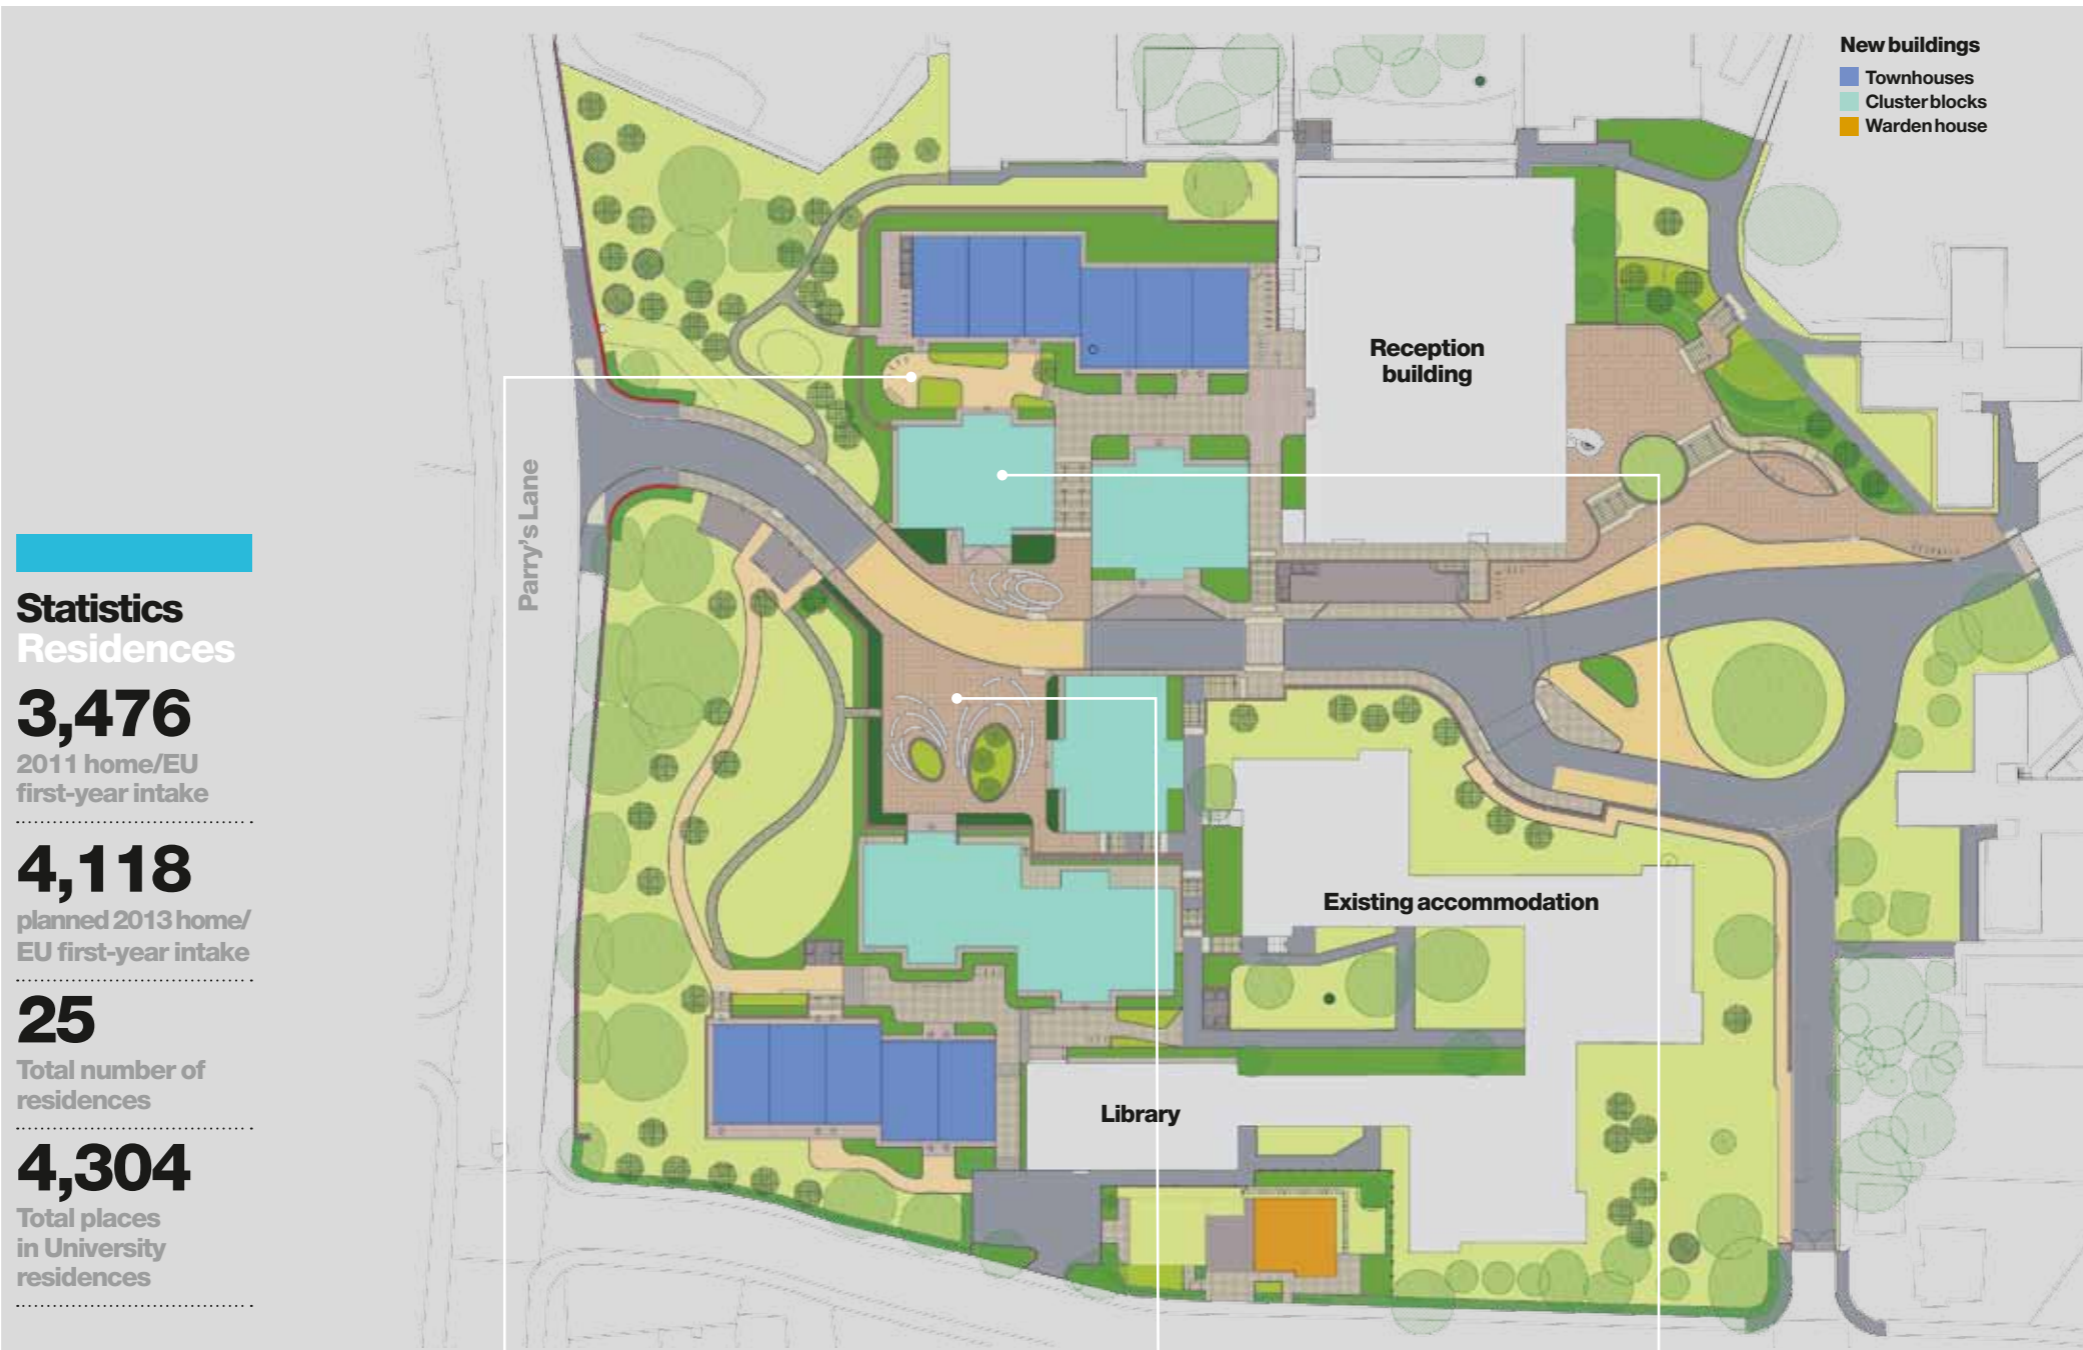 New buildings
Townhouses
Cluster blocks
Warden house
Reception
building
Parry's Lane
Statistics
Residences
3,476
2011 home/EU
first-year intake
4,118
planned 2013 home/
EU first-year intake
25
Total number of
residences
4,304
Total places
in University
residences
Existing accommodation
Library